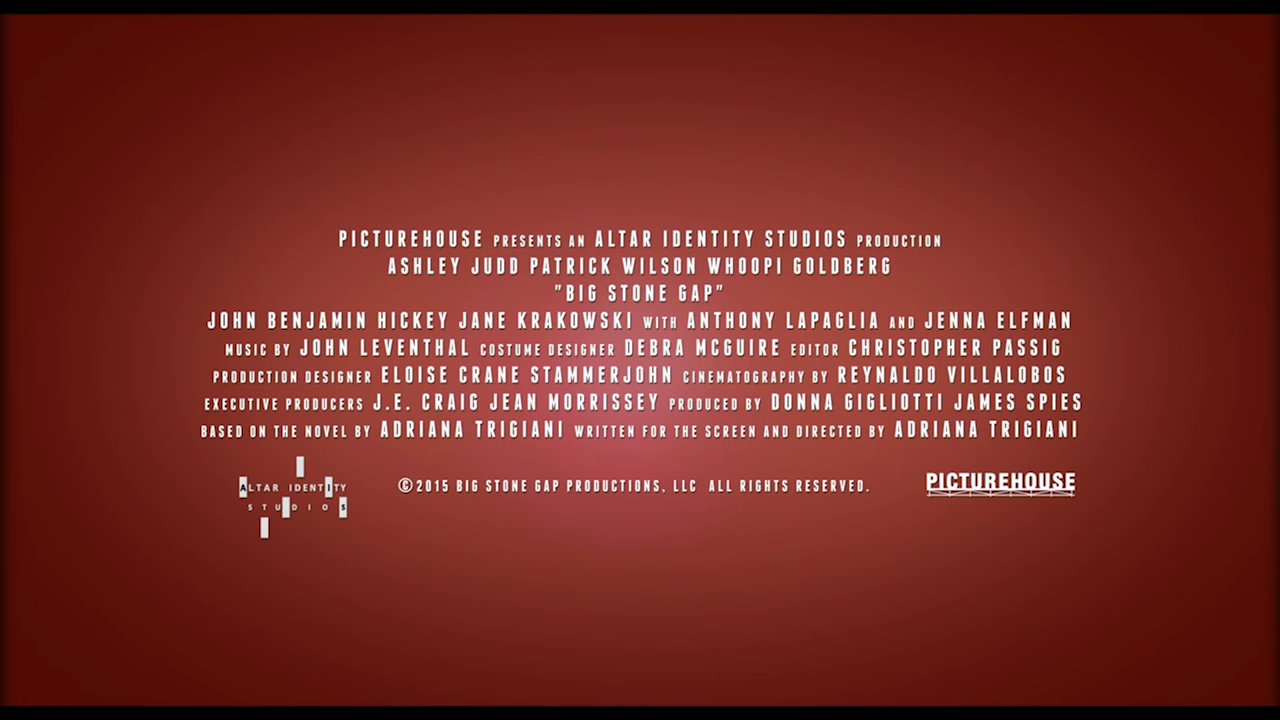 PICTUREHOUSE PRESENTS AN ALTAR IDENTITY STUDIOS PRODUCTION
ASHLEY JUDD PATRICK WILSON WHOOPI GOLDBERG
"BIG STONE GAP"
JOHN BENJAMIN HICKEY JANE KRAKOWSKI WITH ANTHONY LAPAGLIA AND JENNA ELFMAN
MUSIC BY JOHN LEVENTHAL COSTUME DESIGNER DEBRA MCGUIRE EDITOR CHRISTOPHER PASSIG
PRODUCTION DESIGNER ELOISE CRANE STAMMERJOHN CINEMATOGRAPHY BY REYNALDO VILLALOBOS
EXECUTIVE PRODUCERS J.E. CRAIG JEAN MORRISSEY PRODUCED BY DONNA GIGLIOTTI JAMES SPIES
BASED ON THE NOVEL BY ADRIANA TRIGIANI WRITTEN FOR THE SCREEN AND DIRECTED BY ADRIANA TRIGIANI
ALTAR IDENTITY
STUDIOS
©2015 BIG STONE GAP PRODUCTIONS, LLC ALL RIGHTS RESERVED.
PICTUREHOUSE